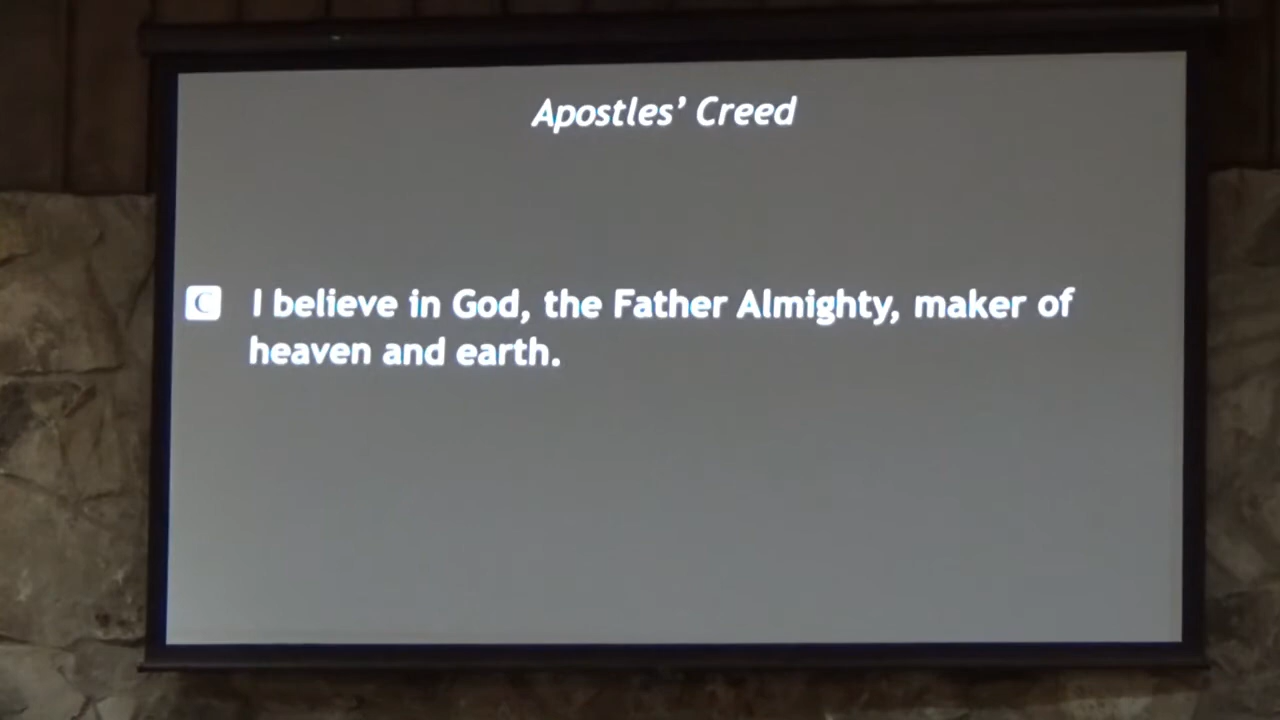 Apostles’ Creed
C I believe in God, the Father Almighty, maker of
heaven and earth.